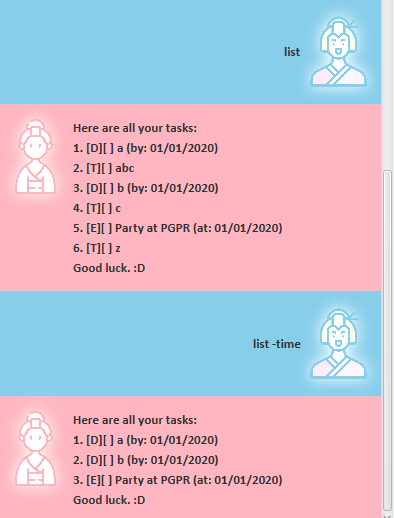 list
Here are all your tasks:
1. [D][ ] a (by: 01/01/2020)
2. [T][ ] abc
3. [D][ ] b (by: 01/01/2020)
4. [T][ ] c
5. [E][ ] Party at PGPR (at: 01/01/2020)
6. [T][ ] z
Good luck. :D
list -time
Here are all your tasks:
1. [D][ ] a (by: 01/01/2020)
2. [D][ ] b (by: 01/01/2020)
3. [E][ ] Party at PGPR (at: 01/01/2020)
Good luck. :D